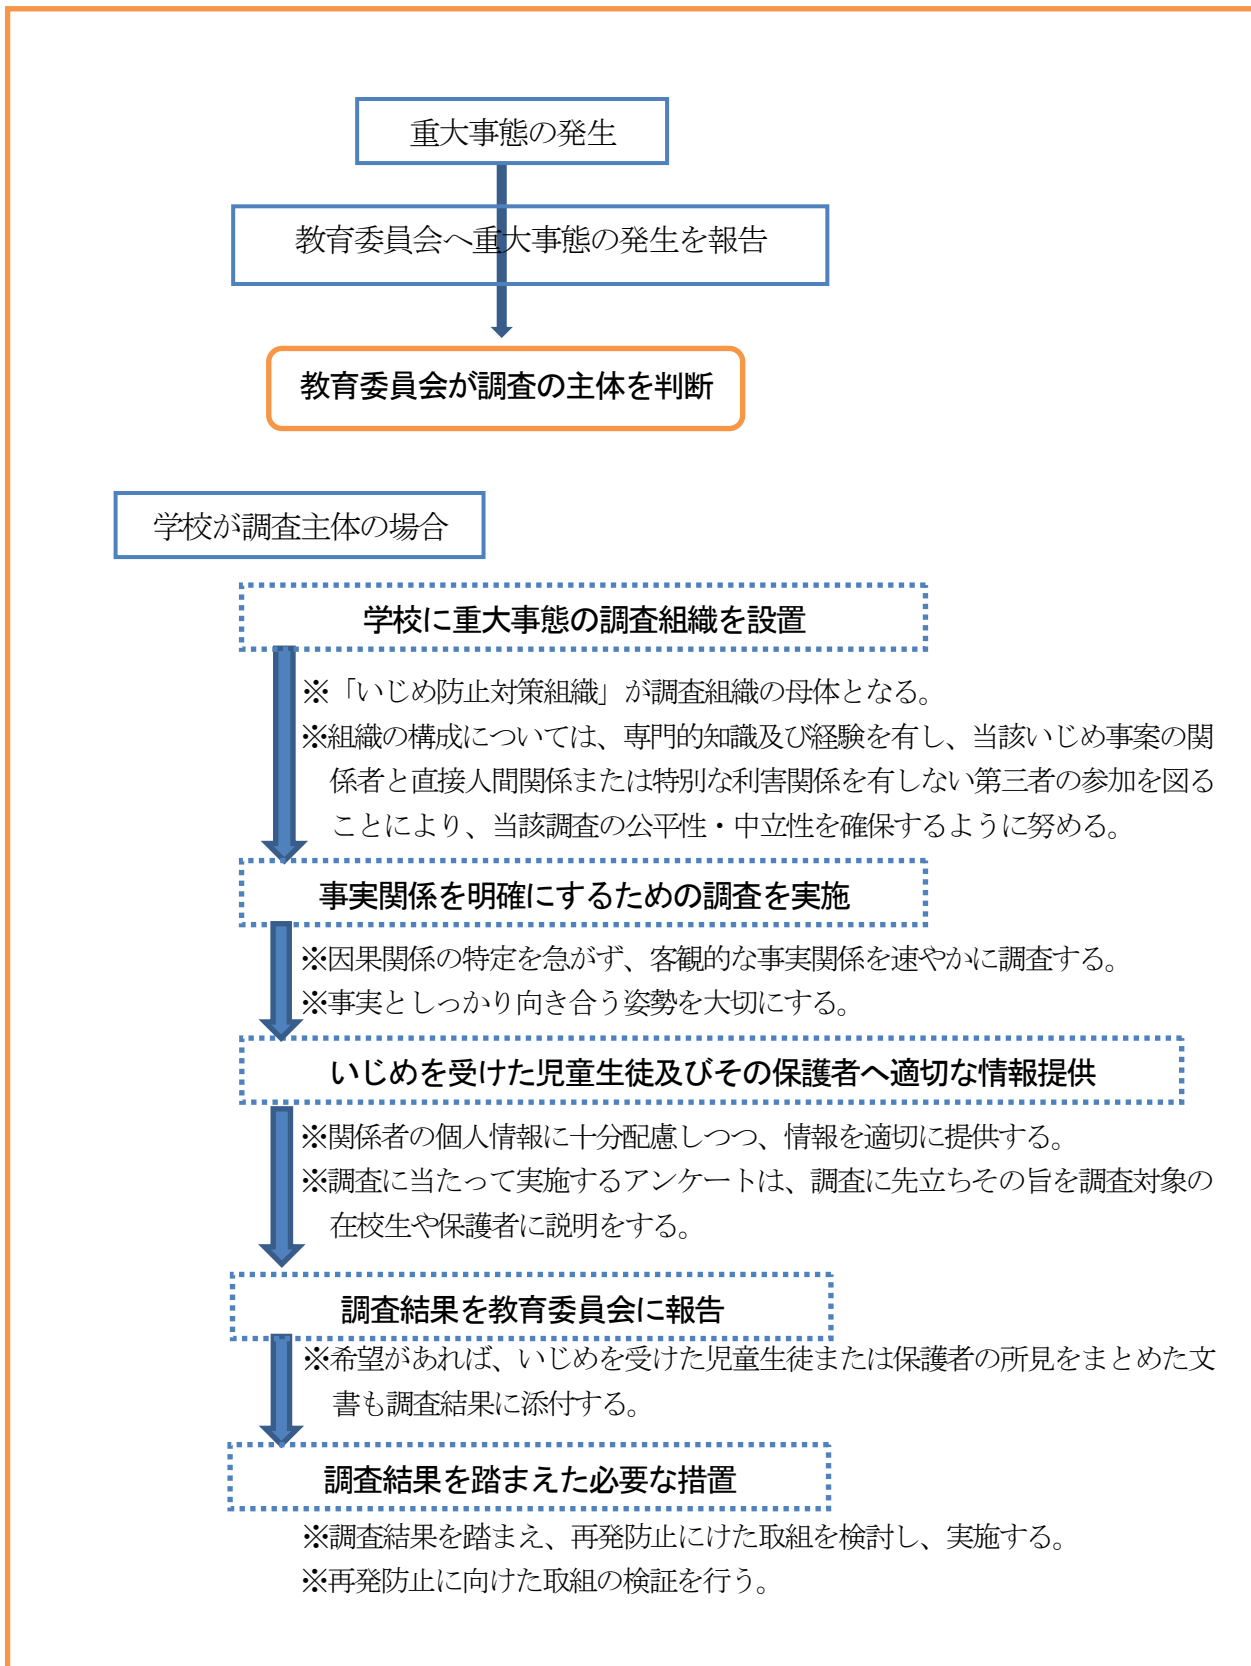 重大事態の発生
教育委員会へ重大事態の発生を報告
教育委員会が調査の主体を判断
学校が調査主体の場合
学校に重大事態の調査組織を設置
※「いじめ防止対策組織」が調査組織の母体となる。
※組織の構成については、専門的知識及び経験を有し、当該いじめ事案の関
係者と直接人間関係または特別な利害関係を有しない第三者の参加を図る
ことにより、当該調査の公平性・中立性を確保するように努める。
事実関係を明確にするための調査を実施
※因果関係の特定を急がず、客観的な事実関係を速やかに調査する。
※事実としっかり向き合う姿勢を大切にする。
いじめを受けた児童生徒及びその保護者へ適切な情報提供
※関係者の個人情報に十分配慮しつつ、情報を適切に提供する。
※調査に当たって実施するアンケートは、調査に先立ちその旨を調査対象の
在校生や保護者に説明をする。
調査結果を教育委員会に報告
※希望があれば、いじめを受けた児童生徒または保護者の所見をまとめた文
書も調査結果に添付する。
調査結果を踏まえた必要な措置
※調査結果を踏まえ、再発防止にけた取組を検討し、実施する。
※再発防止に向けた取組の検証を行う。